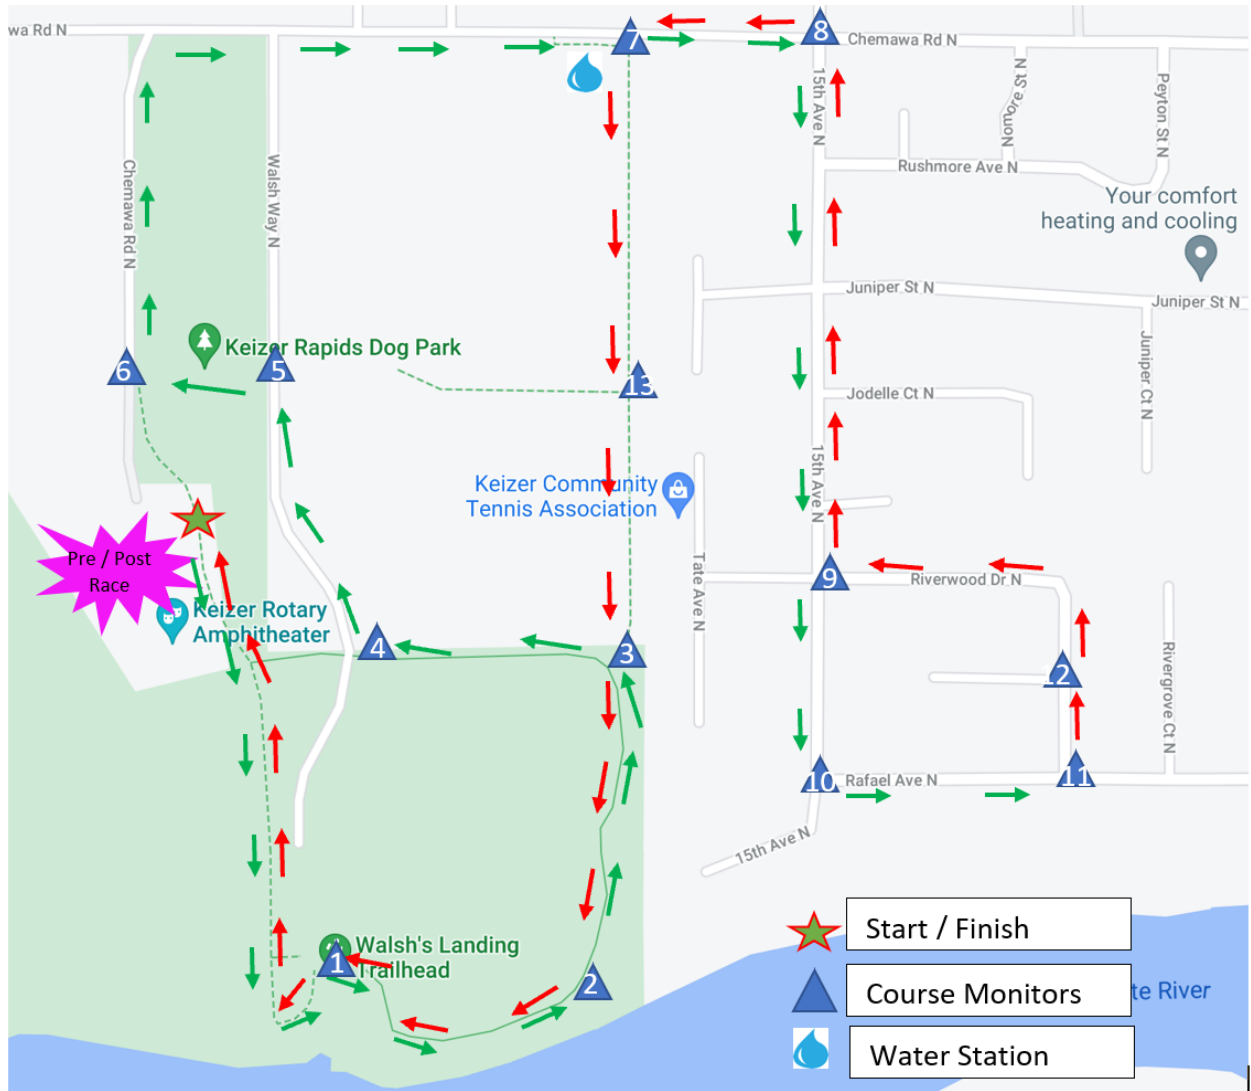 wa Rd N
7
8
Chemawa Rd N
15th Ave N
Nomore St N
Peyton St N
Rushmore Ave N
Chemawa Rd N
Walsh Way N
Your comfort
heating and cooling
Juniper St N
Juniper St N
Keizer Rapids Dog Park
6
5
13
Jodelle Ct N
Juniper Ct N
Keizer Community
Tennis Association
15th Ave N
Pre / Post
Race
Tate Ave N
9
Riverwood Dr N
Keizer Rotary
Amphitheater
4
3
12
Rivergrove Ct N
10
Rafael Ave N
11
15th Ave N
Walsh's Landing
Trailhead
1
2
Start / Finish
Course Monitors
te River
Water Station